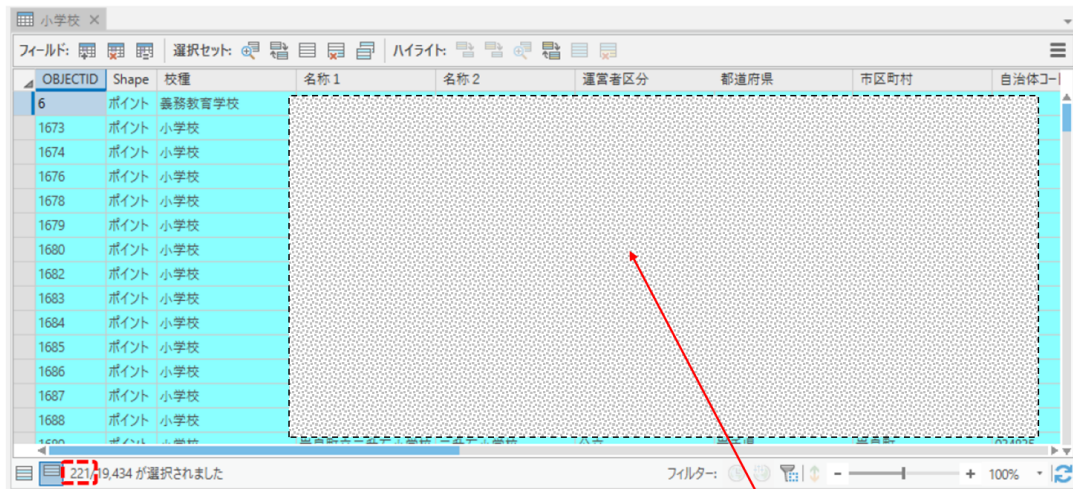 小学校 ×
フィールド: 選択セット: ハイライト:
OBJECTID Shape 校種 名称1 名称2 運営者区分 都道府県 市区町村 自治体コード
6 ポイント 義務教育学校
1673 ポイント 小学校
1674 ポイント 小学校
1676 ポイント 小学校
1678 ポイント 小学校
1679 ポイント 小学校
1680 ポイント 小学校
1682 ポイント 小学校
1683 ポイント 小学校
1684 ポイント 小学校
1685 ポイント 小学校
1686 ポイント 小学校
1687 ポイント 小学校
1688 ポイント 小学校
221/19,434 が選択されました フィルター: - + 100%